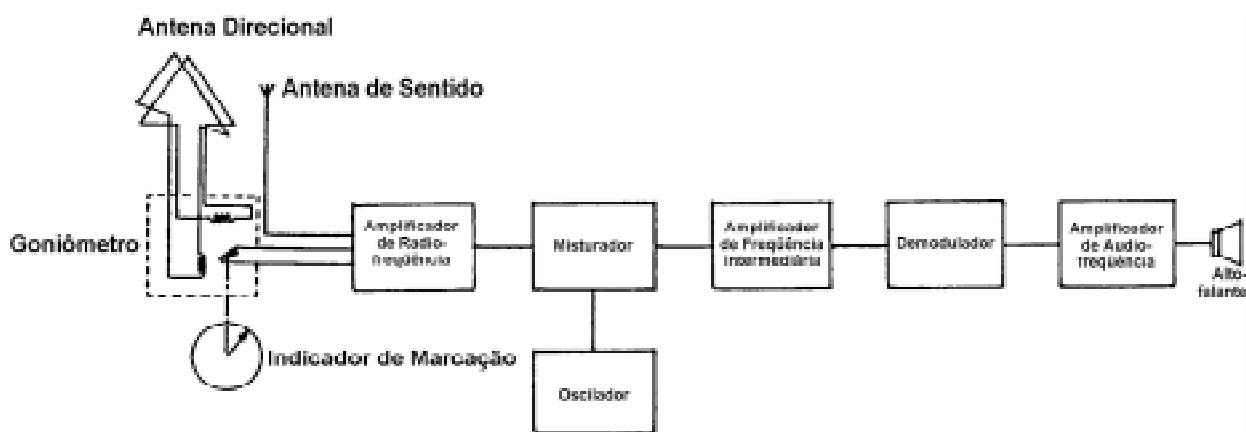 Antena Direcional
Antena de Sentido
Goniômetro
Amplificador
de Radio-
freqüência
Misturador
Amplificador
de Freqüência
Intermediária
Demodulador
Amplificador
de Audio-
freqüência
Alto-
falante
Indicador de Marcação
Oscilador